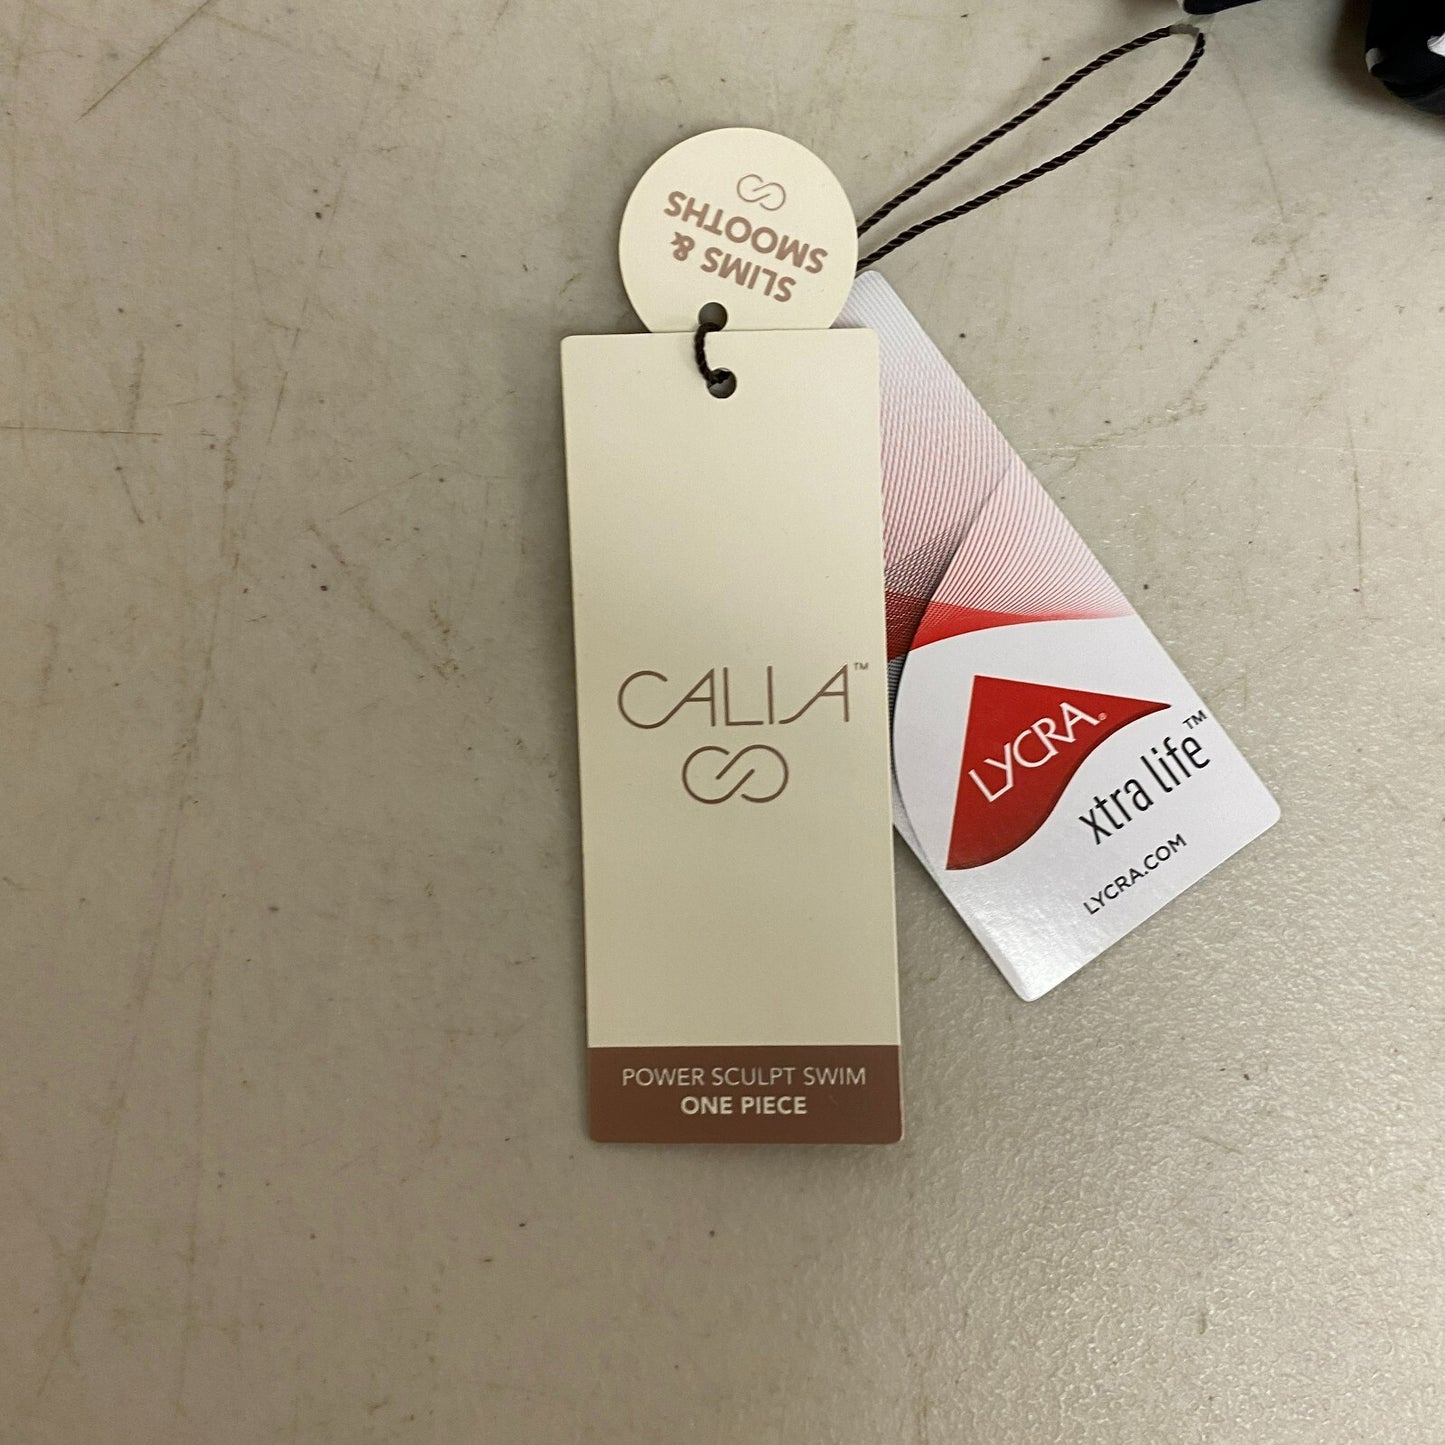 SLIMS &
SMOOTHS
CALIA™
POWER SCULPT SWIM
ONE PIECE
LYCRA®
xtra life™
LYCRA.COM